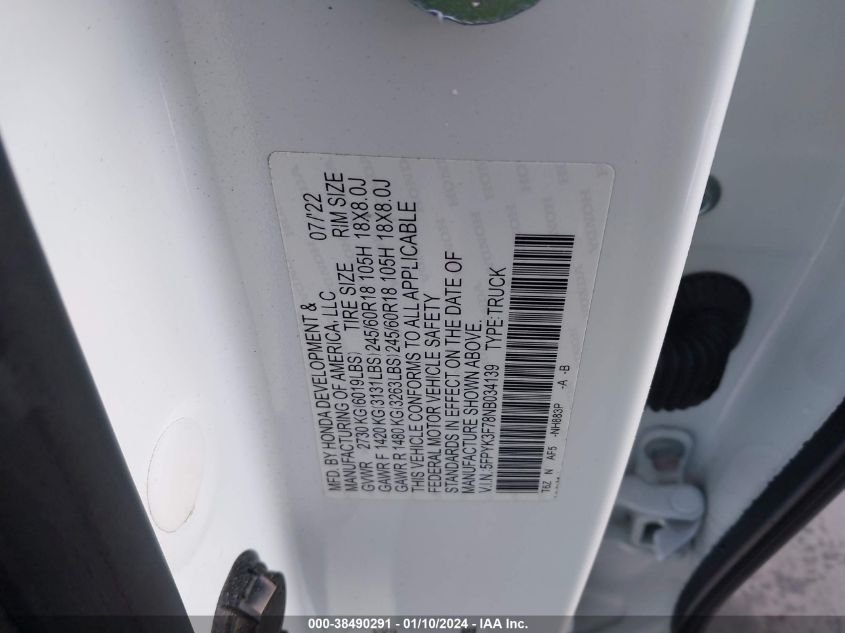 MFD. BY HONDA DEVELOPMENT & 07/'22
MANUFACTURING OF AMERICA, LLC
TIRE SIZE RIM SIZE
GVWR 2730 KG(6019LBS)
GAWR F 1420 KG(3131LBS) 245/60R18 105H 18X8.0J
GAWR R 1480 KG(3263LBS) 245/60R18 105H 18X8.0J
THIS VEHICLE CONFORMS TO ALL APPLICABLE
FEDERAL MOTOR VEHICLE SAFETY
STANDARDS IN EFFECT ON THE DATE OF
MANUFACTURE SHOWN ABOVE.
V.I.N.:5FPYK3F78NB034139 TYPE:TRUCK
T6Z N AF5 -NH883P -A -B
000-38490291 - 01/10/2024 - IAA Inc.